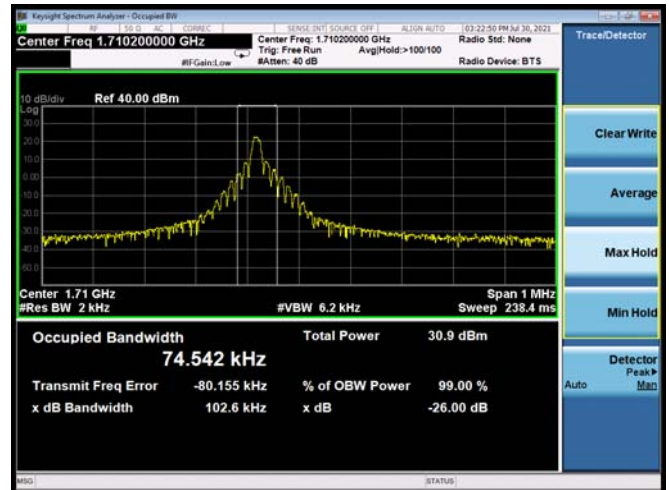 Keysight Spectrum Analyzer - Occupied BW
RF 50 Ω AC CORREC SENSE:INT SOURCE OFF ALIGN AUTO 03:22:50 PM Jul 30, 2021
Center Freq 1.710200000 GHz Center Freq: 1.710200000 GHz Radio Std: None Trace/Detector
Trig: Free Run Avg|Hold:>100/100
#IFGain:Low #Atten: 40 dB Radio Device: BTS
10 dB/div Ref 40.00 dBm
Log
30.0
20.0
10.0
0.00
10.0
20.0
30.0
40.0
50.0
Clear Write
Average
Max Hold
Center 1.71 GHz Span 1 MHz
#Res BW 2 kHz #VBW 6.2 kHz Sweep 238.4 ms
Min Hold
Occupied Bandwidth Total Power 30.9 dBm
74.542 kHz
Detector
Peak▶
Auto Man
Transmit Freq Error -80.155 kHz % of OBW Power 99.00 %
x dB Bandwidth 102.6 kHz x dB -26.00 dB
MSG STATUS